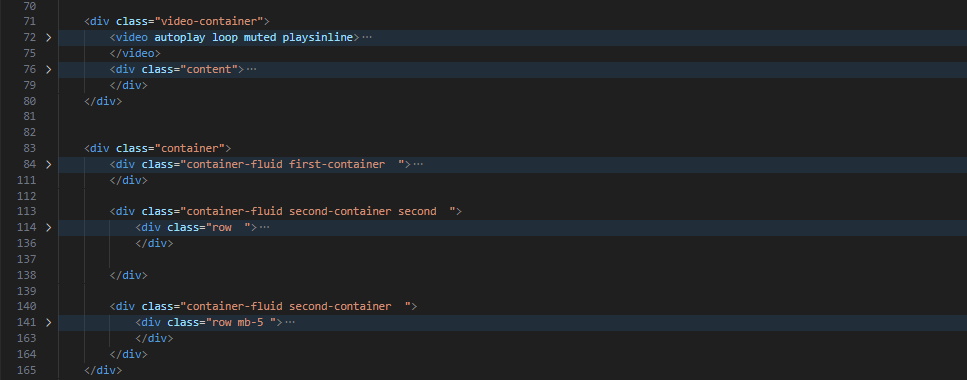 70
71 <div class="video-container">
72 <video autoplay loop muted playsinline>…
75 </video>
76 <div class="content">…
79 </div>
80 </div>
81
82
83 <div class="container">
84 <div class="container-fluid first-container  ">…
111 </div>
112
113 <div class="container-fluid second-container second  ">
114 <div class="row  ">…
136 </div>
137
138 </div>
139
140 <div class="container-fluid second-container  ">
141 <div class="row mb-5 ">…
163 </div>
164 </div>
165 </div>